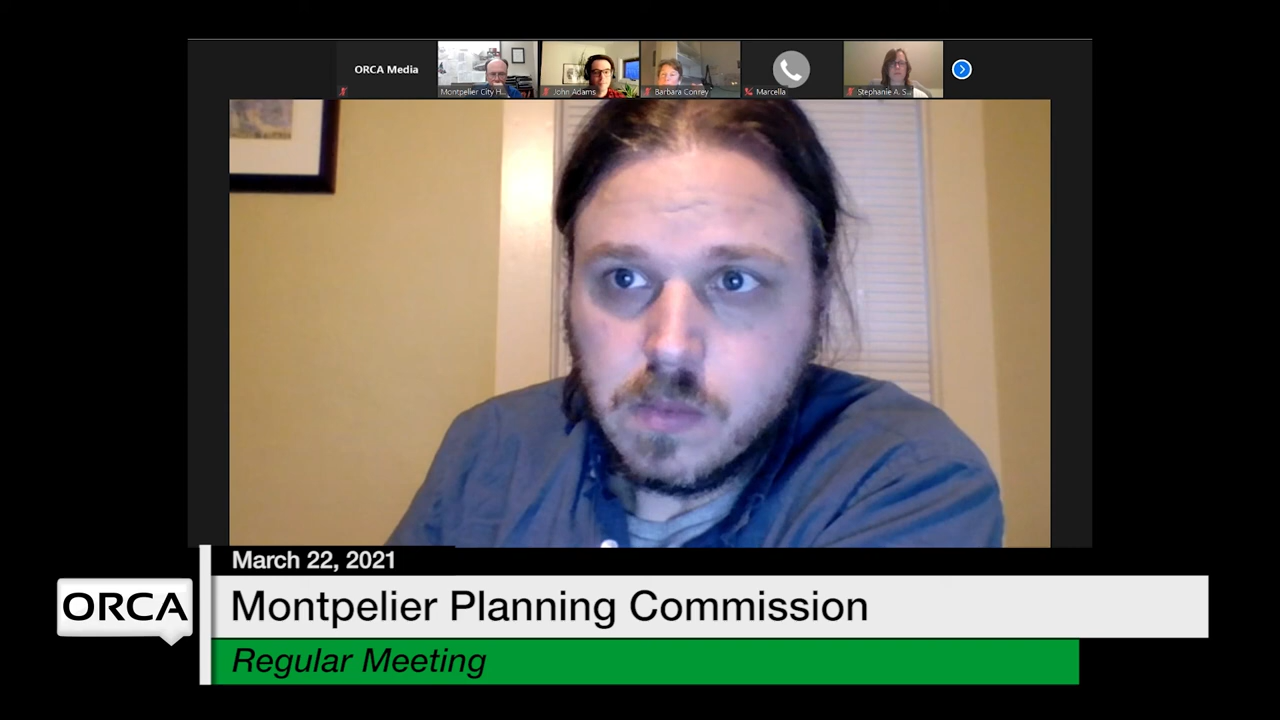 ORCA Media
Montpelier City H...
John Adams
Barbara Conrey
Marcella
Stephanie A. S...
March 22, 2021
ORCA
Montpelier Planning Commission
Regular Meeting